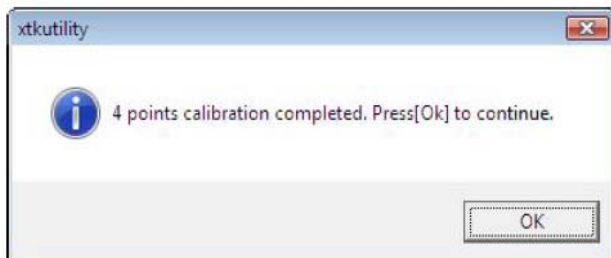 xtkutility
4 points calibration completed. Press[Ok] to continue.
OK